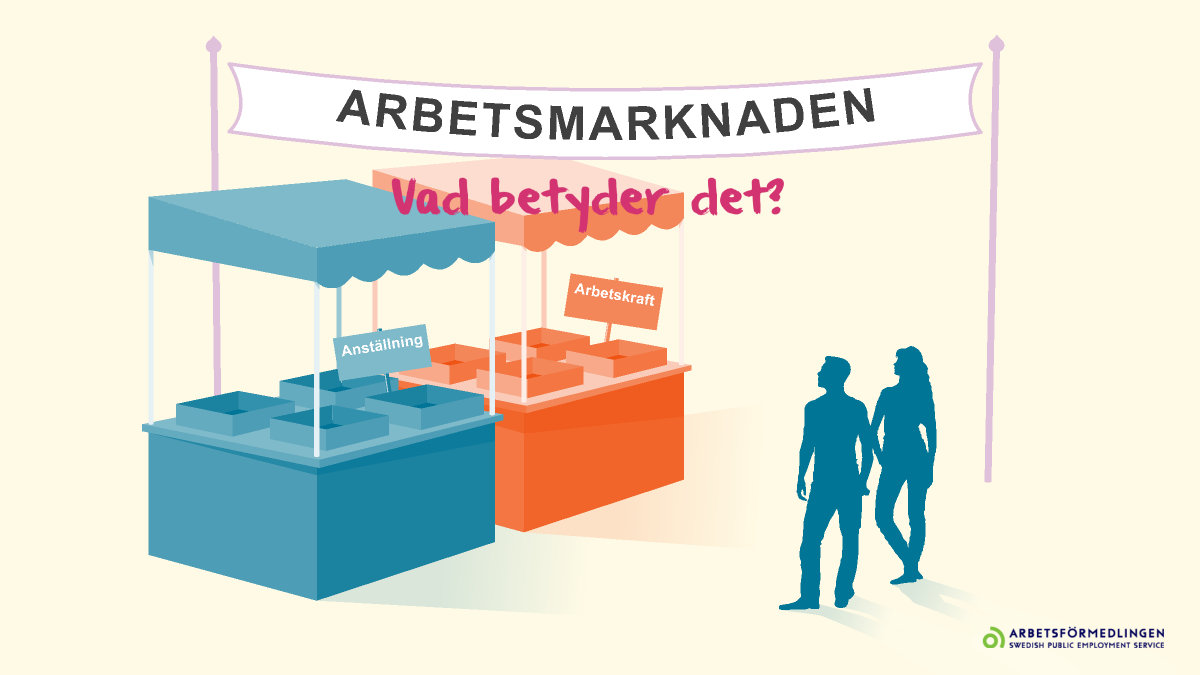 ARBETSMARKNADEN
Vad betyder det?
Arbetskraft
Anställning
ARBETSFÖRMEDLINGEN
SWEDISH PUBLIC EMPLOYMENT SERVICE